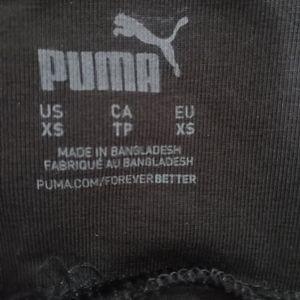 PUMA
US CA EU
XS TP XS
MADE IN BANGLADESH
FABRIQUÉ AU BANGLADESH
PUMA.COM/FOREVERBETTER